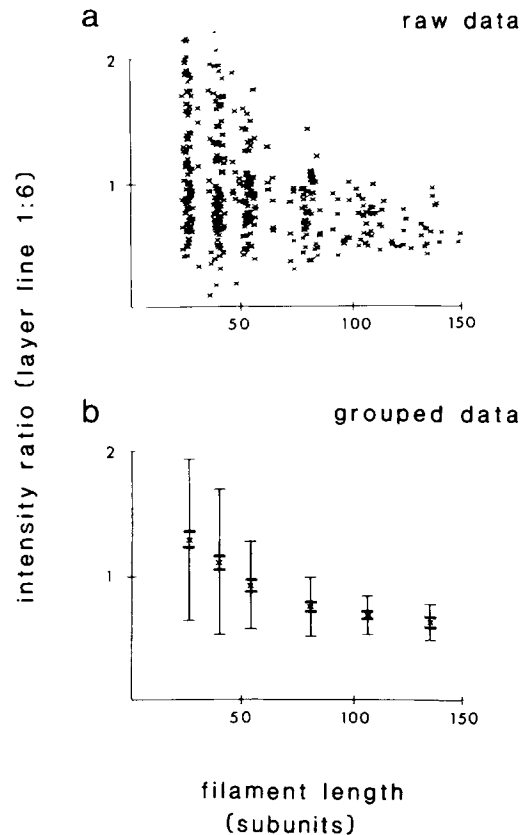 a
raw data
2
1
50
100
150
b
grouped data
2
1
50
100
150
intensity ratio (layer line 1:6)
filament length
(subunits)